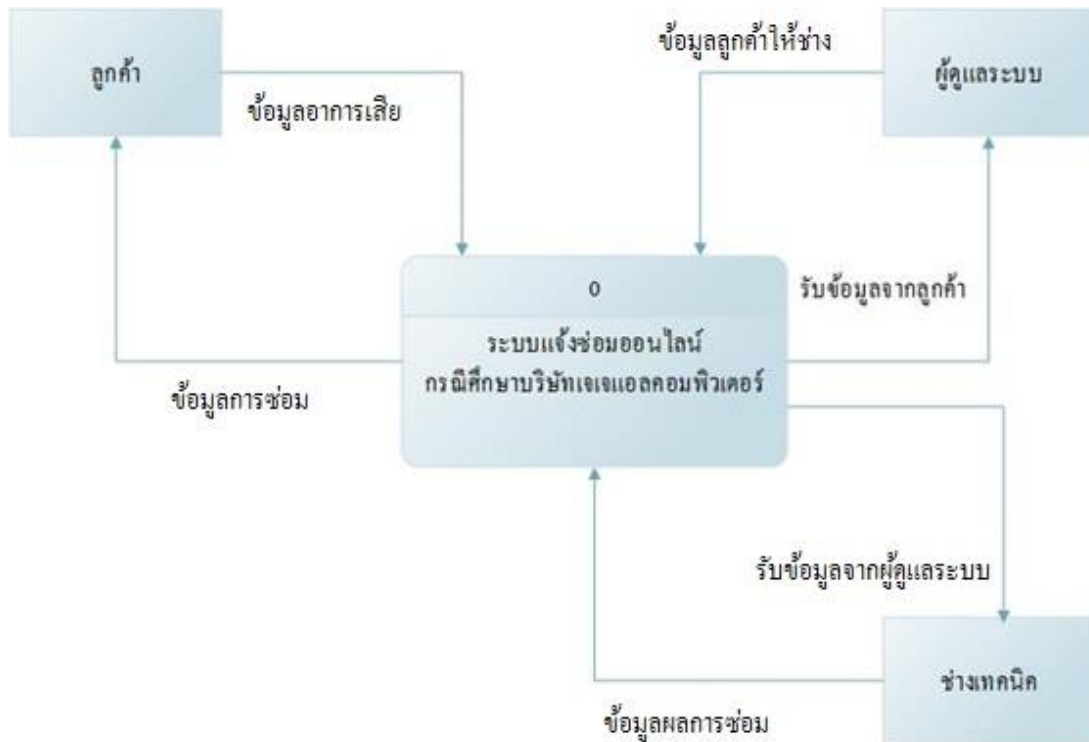 ลูกค้า
ข้อมูลลูกค้าให้ช่าง
ผู้ดูแลระบบ
ข้อมูลอาการเสีย
0
ระบบแจ้งซ่อมออนไลน์
กรณีศึกษาบริษัทเจเจแอลคอมพิวเตอร์
รับข้อมูลจากลูกค้า
ข้อมูลการซ่อม
รับข้อมูลจากผู้ดูแลระบบ
ช่างเทคนิค
ข้อมูลผลการซ่อม